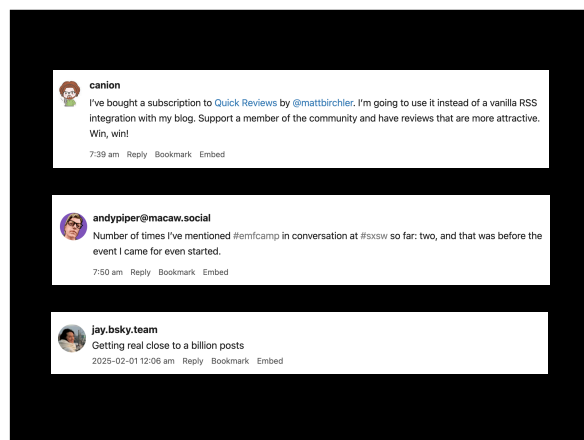 canion
I've bought a subscription to Quick Reviews by @mattbirchler. I'm going to use it instead of a vanilla RSS
integration with my blog. Support a member of the community and have reviews that are more attractive.
Win, win!
7:39 am Reply Bookmark Embed
andypiper@macaw.social
Number of times I've mentioned #emfcamp in conversation at #sxsw so far: two, and that was before the
event I came for even started.
7:50 am Reply Bookmark Embed
jay.bsky.team
Getting real close to a billion posts
2025-02-01 12:06 am Reply Bookmark Embed